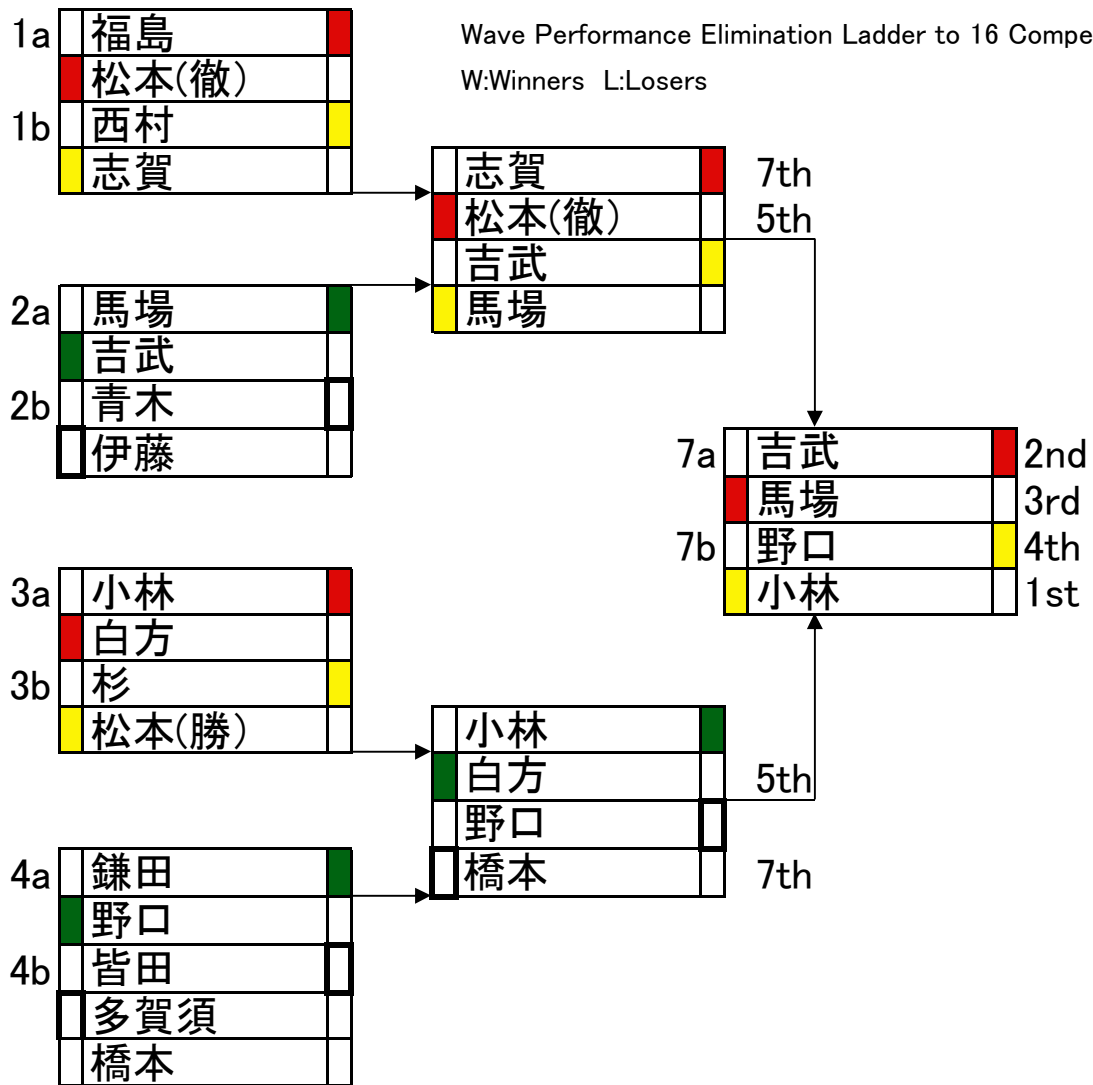 Wave Performance Elimination Ladder to 16 Compe
W:Winners L:Losers
1a 福島
松本(徹)
1b 西村
志賀
志賀 7th
松本(徹) 5th
吉武
馬場
2a 馬場
吉武
2b 青木
伊藤
7a 吉武 2nd
馬場 3rd
7b 野口 4th
小林 1st
3a 小林
白方
3b 杉
松本(勝)
小林
白方 5th
野口
橋本 7th
4a 鎌田
野口
4b 皆田
多賀須
橋本